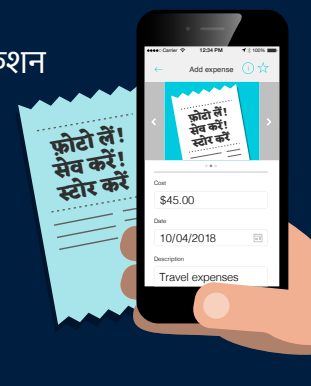 फ़ोटो लें!
सेव करें!
स्टोर करें
Carrier
12:34 PM
100%
Add expense
फ़ोटो लें!
सेव करें!
स्टोर करें
Cost
$45.00
Date
10/04/2018
Description
Travel expenses